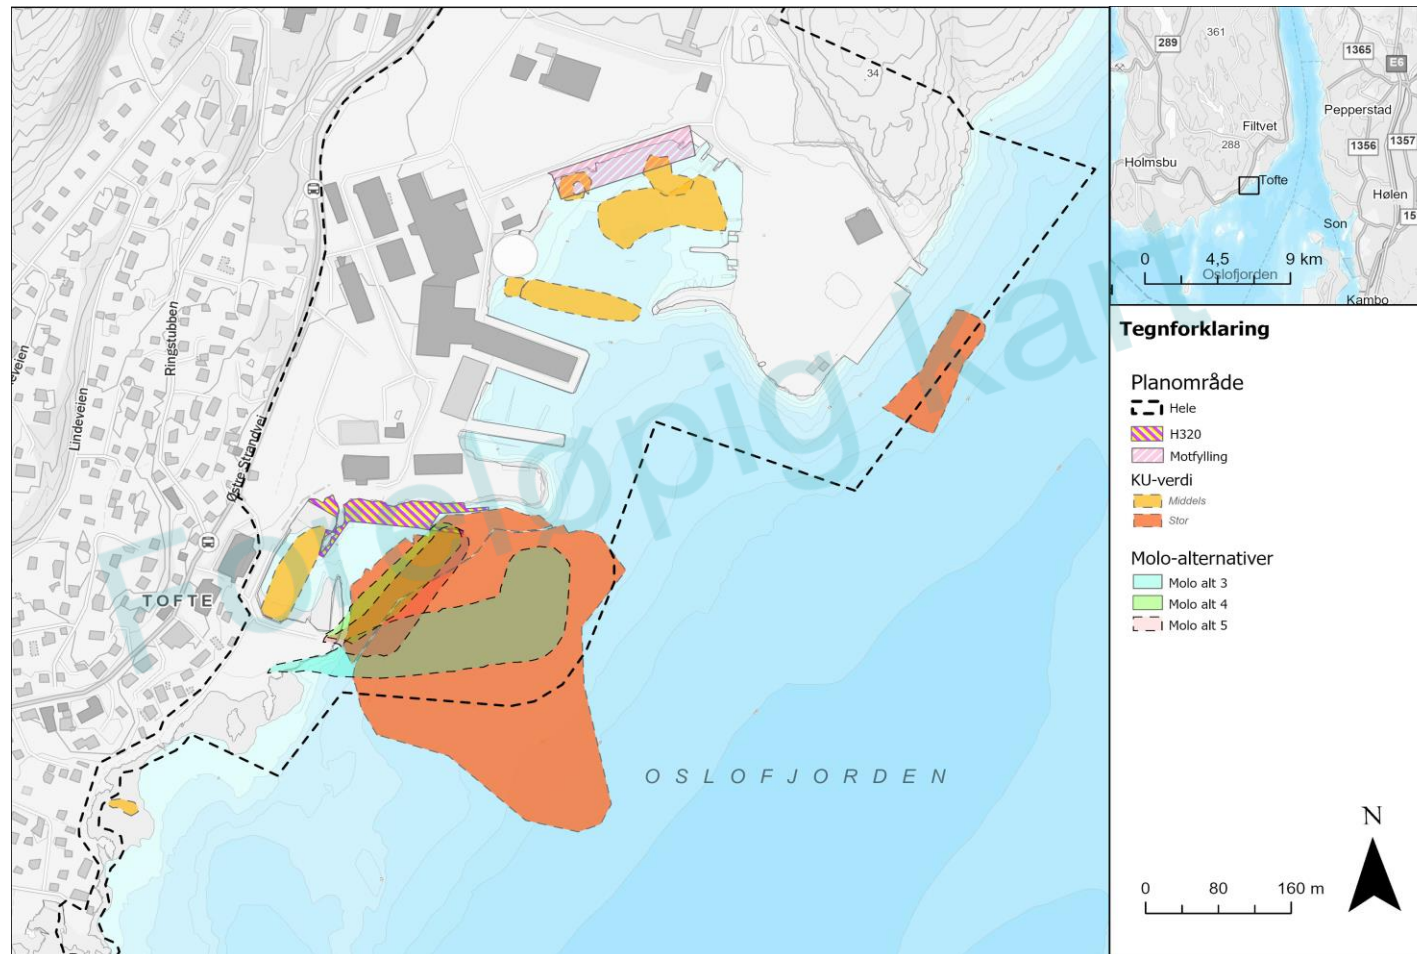 34
Ringstubben
Lindeveien
Østre Strandvei
TOFTE
OSLOFJORDEN
Foreløpig kart
289
361
1365
E6
Pepperstad
Filtvet
288
1356
1357
Holmsbu
Tofte
Hølen
15
Son
0 4,5 9 km
Oslofjorden
Kambo
Tegnforklaring
Planområde
Hele
H320
Motfylling
KU-verdi
Middels
Stor
Molo-alternativer
Molo alt 3
Molo alt 4
Molo alt 5
N
0 80 160 m